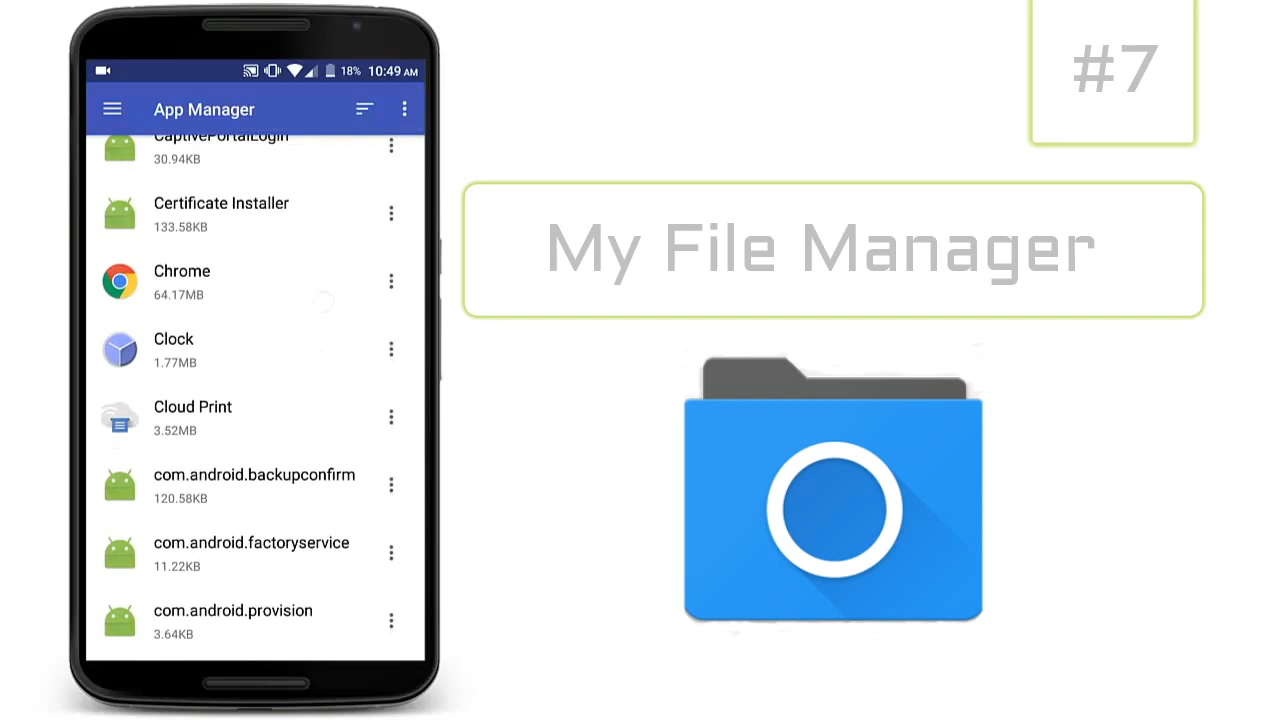 18% 10:49 AM
App Manager
CaptivePortalLogin
30.94KB
Certificate Installer
133.58KB
Chrome
64.17MB
Clock
1.77MB
Cloud Print
3.52MB
com.android.backupconfirm
120.58KB
com.android.factoryservice
11.22KB
com.android.provision
3.64KB
#7
My File Manager